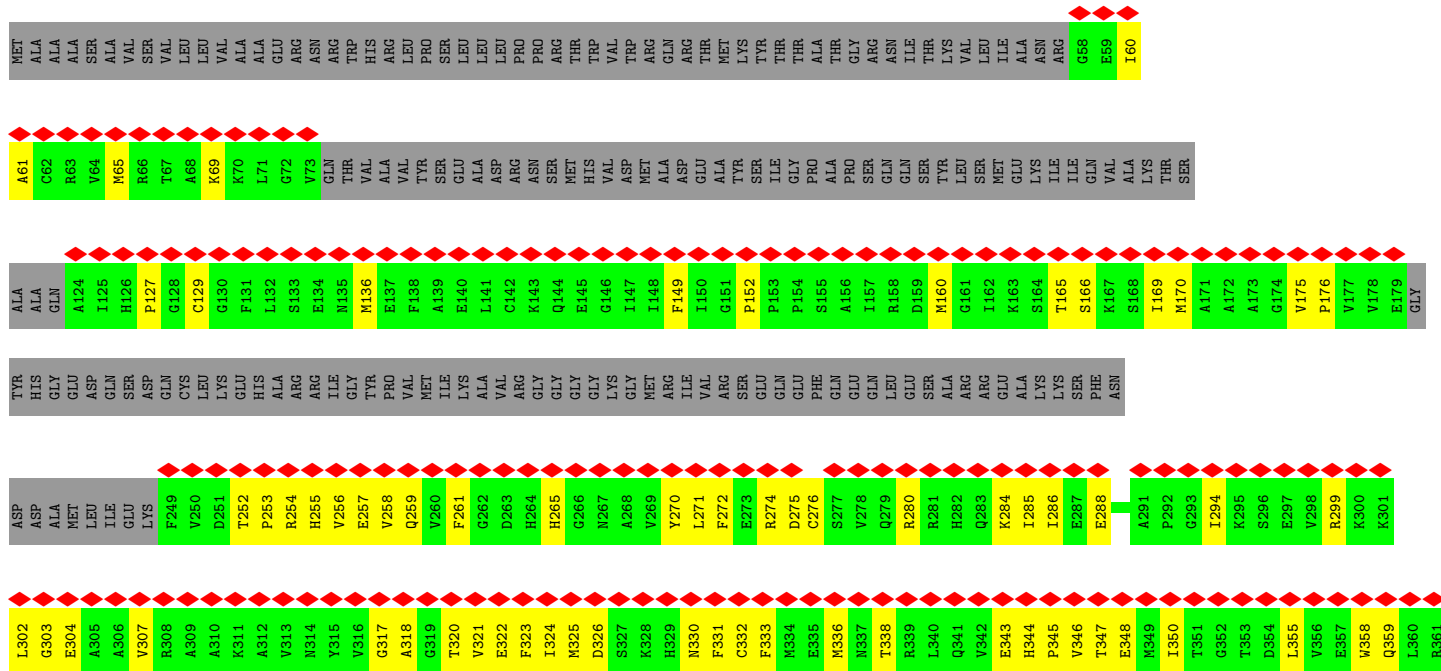 MET ALA ALA ALA SER ALA VAL SER VAL LEU LEU VAL ALA ALA GLU ARG ASN ARG TRP HIS ARG LEU PRO SER LEU LEU LEU PRO PRO ARG THR TRP VAL TRP ARG GLN ARG THR MET LYS TYR THR THR ALA THR GLY ARG ASN ILE THR LYS VAL LEU ILE ALA ASN ARG G58 E59 I60
A61 C62 R63 V64 M65 R66 T67 A68 K69 K70 L71 G72 V73 GLN THR VAL ALA VAL TYR SER GLU ALA ASP ARG ASN SER MET HIS VAL ASP MET ALA ASP GLU ALA TYR SER ILE GLY PRO ALA PRO SER GLN GLN SER TYR LEU SER MET GLU LYS ILE ILE GLN VAL ALA LYS THR SER
ALA ALA GLN A124 I125 H126 P127 G128 C129 G130 F131 L132 S133 E134 N135 M136 E137 F138 A139 E140 L141 C142 K143 Q144 E145 G146 I147 I148 F149 I150 G151 P152 P153 P154 S155 A156 I157 R158 D159 M160 G161 I162 K163 S164 T165 S166 K167 S168 I169 M170 A171 A172 A173 G174 V175 P176 V177 V178 E179 GLY
TYR HIS GLY GLU ASP GLN SER ASP GLN CYS LEU LYS GLU HIS ALA ARG ARG ILE GLY TYR PRO VAL MET ILE LYS ALA VAL ARG GLY GLY GLY GLY LYS GLY MET ARG ILE VAL ARG SER GLU GLN GLU PHE GLN GLU GLN LEU GLU SER ALA ARG ARG GLU ALA LYS LYS SER PHE ASN
ASP ASP ALA MET LEU ILE GLU LYS F249 V250 D251 T252 P253 R254 H255 V256 E257 V258 Q259 V260 F261 G262 D263 H264 H265 G266 N267 A268 V269 Y270 L271 F272 E273 R274 D275 C276 S277 V278 Q279 R280 R281 H282 Q283 K284 I285 I286 E287 E288 A291 P292 G293 I294 K295 S296 E297 V298 R299 K300 K301
L302 G303 E304 A305 A306 V307 R308 A309 A310 K311 A312 V313 N314 Y315 V316 G317 A318 G319 T320 V321 E322 F323 I324 M325 D326 S327 K328 H329 N330 F331 C332 F333 M334 E335 M336 N337 T338 R339 L340 Q341 V342 E343 H344 P345 V346 T347 E348 M349 I350 T351 G352 T353 D354 L355 V356 E357 W358 Q359 L360 R361